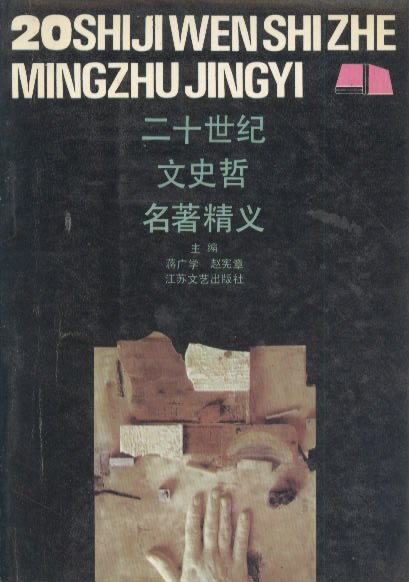 20SHIJI WEN SHI ZHE
MINGZHU JINGYI
二十世纪
文史哲
名著精义
主编
蒋广学 赵宪章
江苏文艺出版社